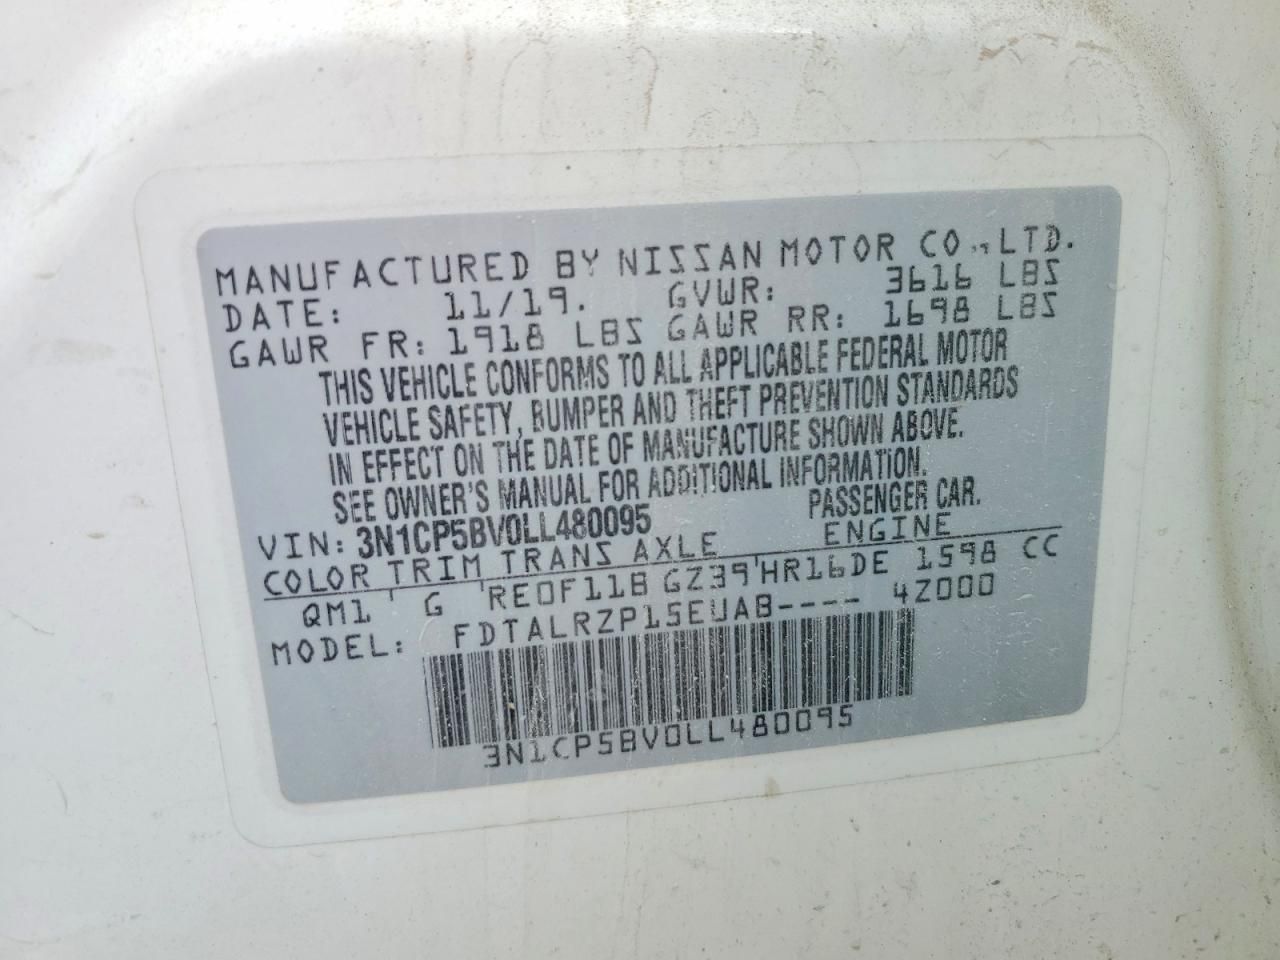 MANUFACTURED BY NISSAN MOTOR CO., LTD.
DATE: 11/19. GVWR: 3616 LBS
GAWR FR: 1918 LBS GAWR RR: 1698 LBS
THIS VEHICLE CONFORMS TO ALL APPLICABLE FEDERAL MOTOR
VEHICLE SAFETY, BUMPER AND THEFT PREVENTION STANDARDS
IN EFFECT ON THE DATE OF MANUFACTURE SHOWN ABOVE.
SEE OWNER'S MANUAL FOR ADDITIONAL INFORMATION.
VIN: 3N1CP5BV0LL480095 PASSENGER CAR.
COLOR TRIM TRANS AXLE ENGINE
QM1 G RE0F11B GZ39 HR16DE 1598 CC
MODEL: FDTALRZP15EUAB---- 4Z000
3N1CP5BV0LL480095